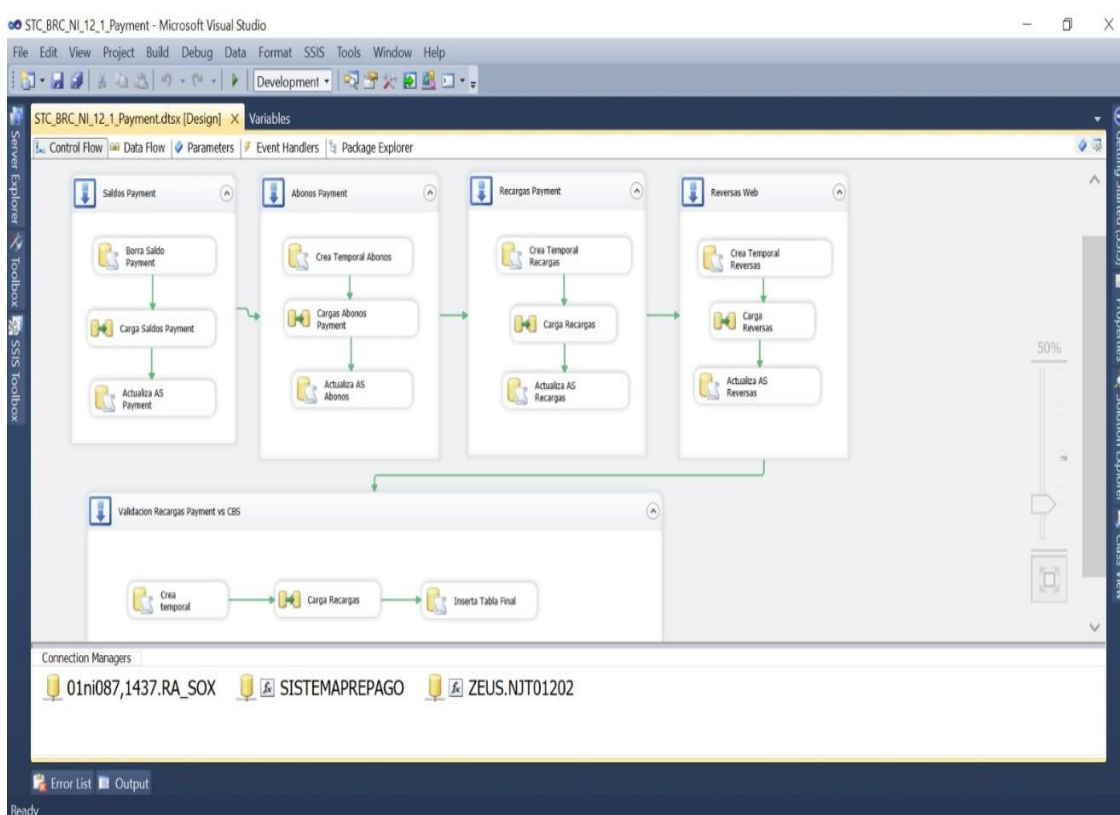 STC_BRC_NI_12_1_Payment - Microsoft Visual Studio
File Edit View Project Build Debug Data Format SSIS Tools Window Help
Development
STC_BRC_NI_12_1_Payment.dtsx [Design] X Variables
Control Flow Data Flow Parameters Event Handlers Package Explorer
Server Explorer
Toolbox
SSIS Toolbox
Saldos Payment
Borra Saldo
Payment
Carga Saldos Payment
Actualiza AS
Payment
Abonos Payment
Crea Temporal Abonos
Cargas Abonos
Payment
Actualiza AS
Abonos
Recargas Payment
Crea Temporal
Recargas
Carga Recargas
Actualiza AS
Recargas
Reversas Web
Crea Temporal
Reversas
Carga
Reversas
Actualiza AS
Reversas
50%
Validacion Recargas Payment vs CBS
Crea
temporal
Carga Recargas
Inserta Tabla Final
Getting Started (SSIS)
Properties
Solution Explorer
Class View
Connection Managers
01ni087,1437.RA_SOX
fx SISTEMAPREPAGO
fx ZEUS.NJT01202
Error List Output
Ready